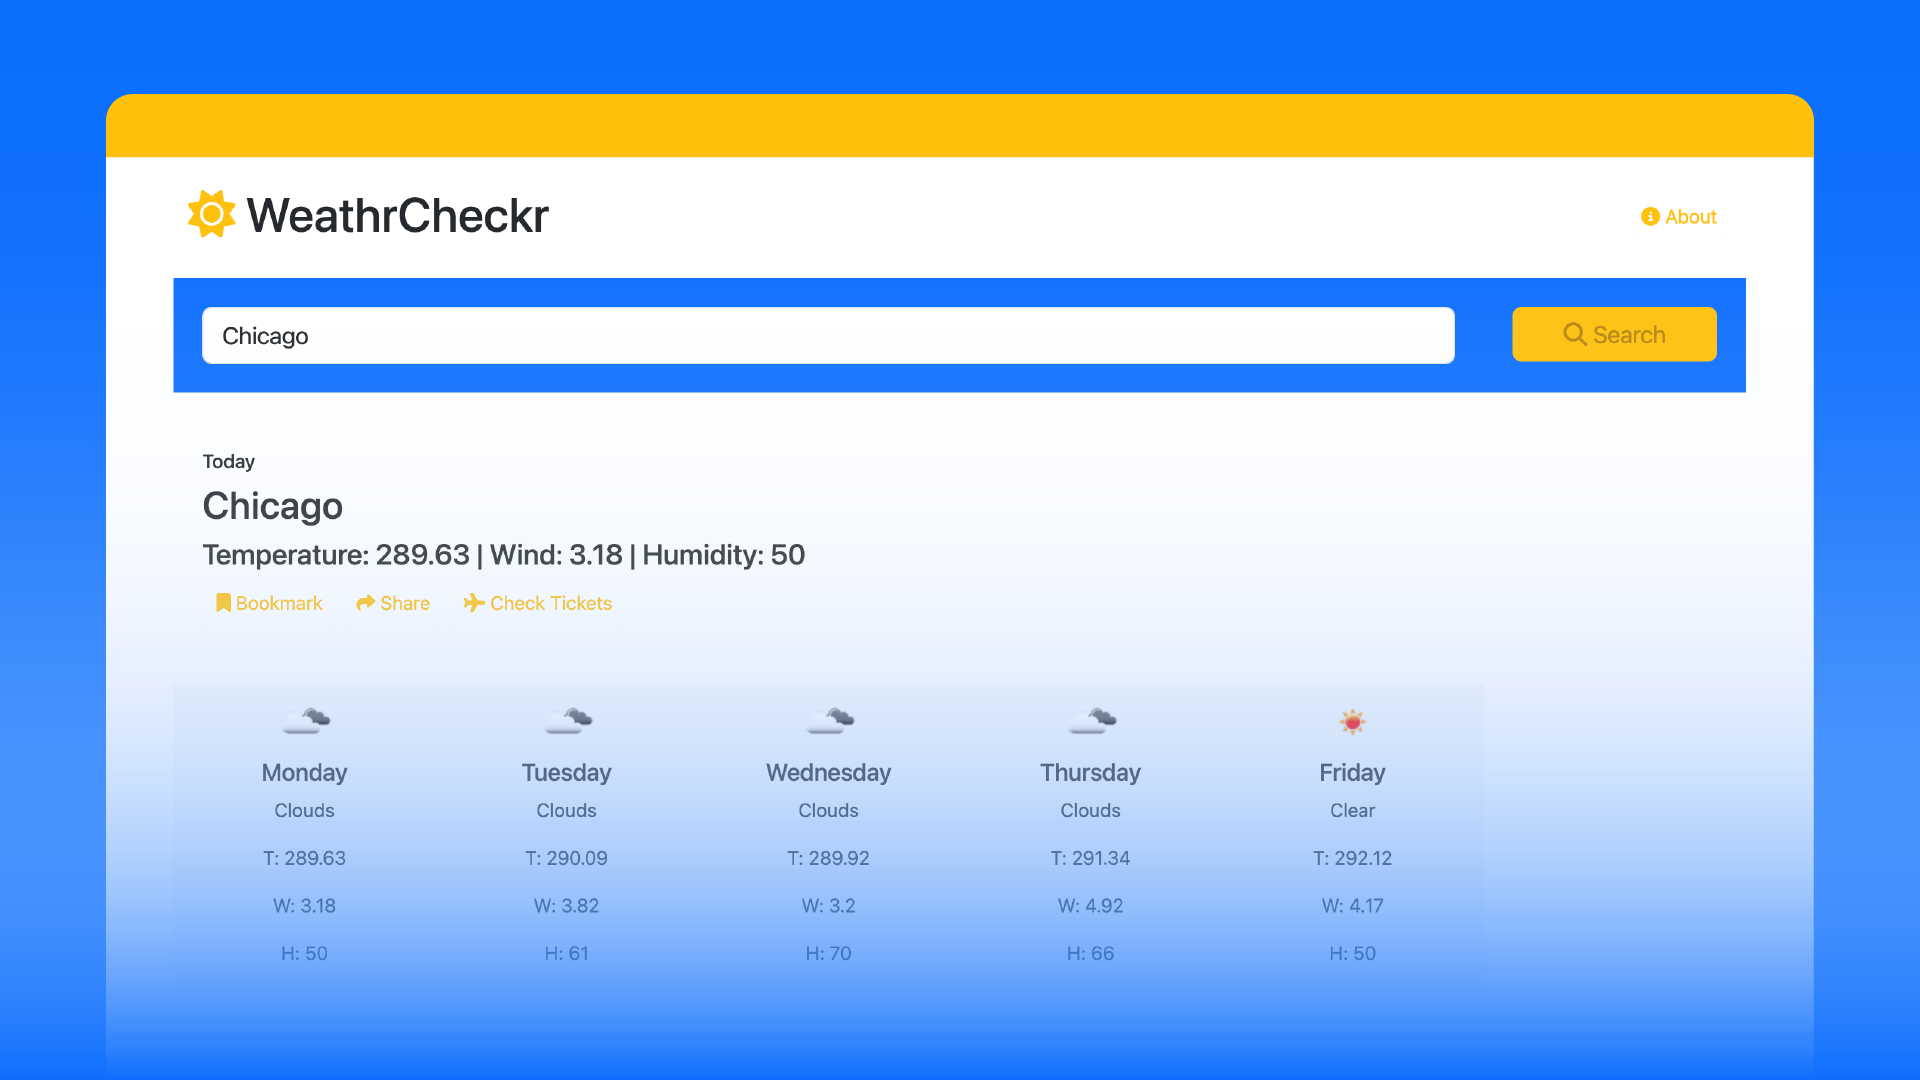 WeathrCheckr
About
Chicago
Search
Today
Chicago
Temperature: 289.63 | Wind: 3.18 | Humidity: 50
Bookmark Share Check Tickets
Monday Tuesday Wednesday Thursday Friday
Clouds Clouds Clouds Clouds Clear
T: 289.63 T: 290.09 T: 289.92 T: 291.34 T: 292.12
W: 3.18 W: 3.82 W: 3.2 W: 4.92 W: 4.17
H: 50 H: 61 H: 70 H: 66 H: 50